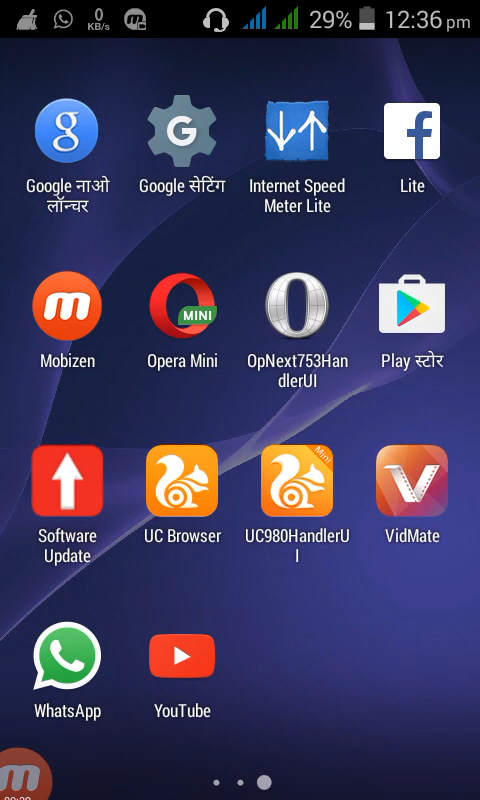 0
KB/s
29%
12:36 pm
g
G
Google नाओ
लॉन्चर
Google सेटिंग
Internet Speed
Meter Lite
Lite
MINI
Mobizen
Opera Mini
OpNext753Han
dlerUI
Play स्टोर
Mini
Software
Update
UC Browser
UC980HandlerU
I
VidMate
WhatsApp
YouTube